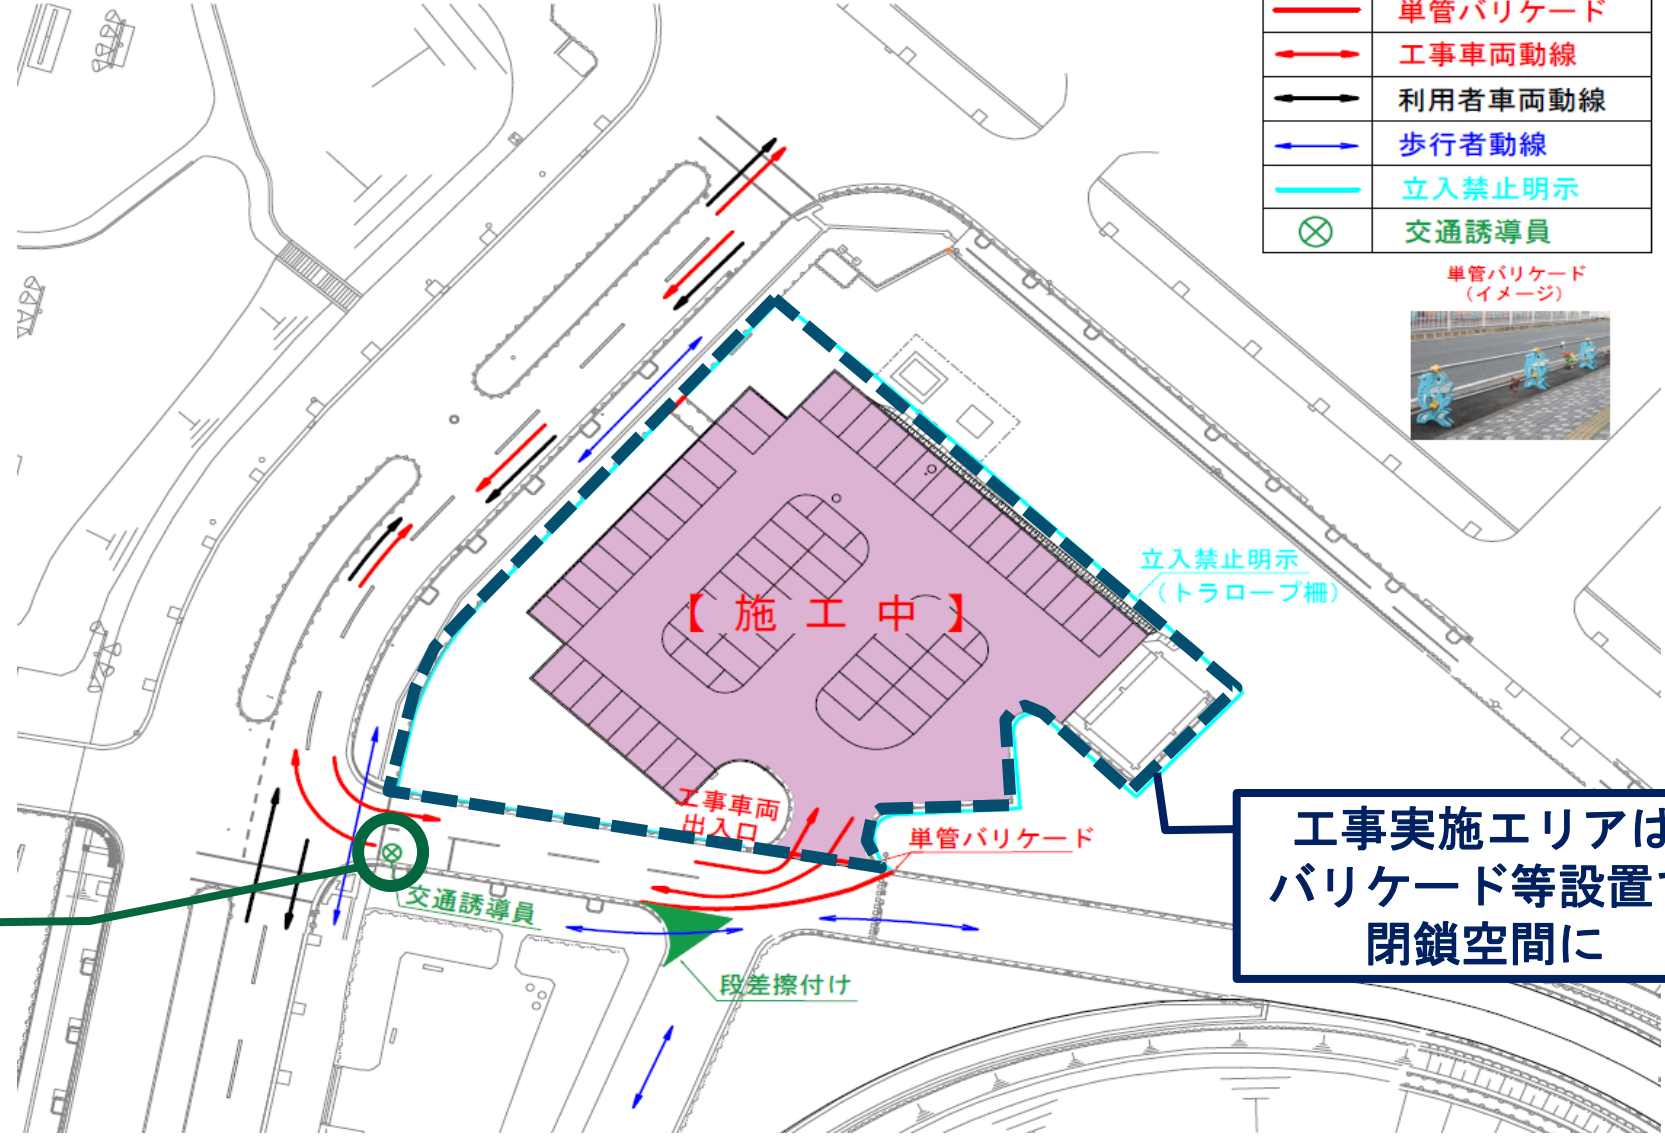 単管バリケード
工事車両動線
利用者車両動線
歩行者動線
立入禁止明示
交通誘導員
単管バリケード
(イメージ)
立入禁止明示
(トラロープ柵)
【施工中】
工事車両
出入口
単管バリケード
交通誘導員
段差擦付け
工事実施エリアは
バリケード等設置
閉鎖空間に